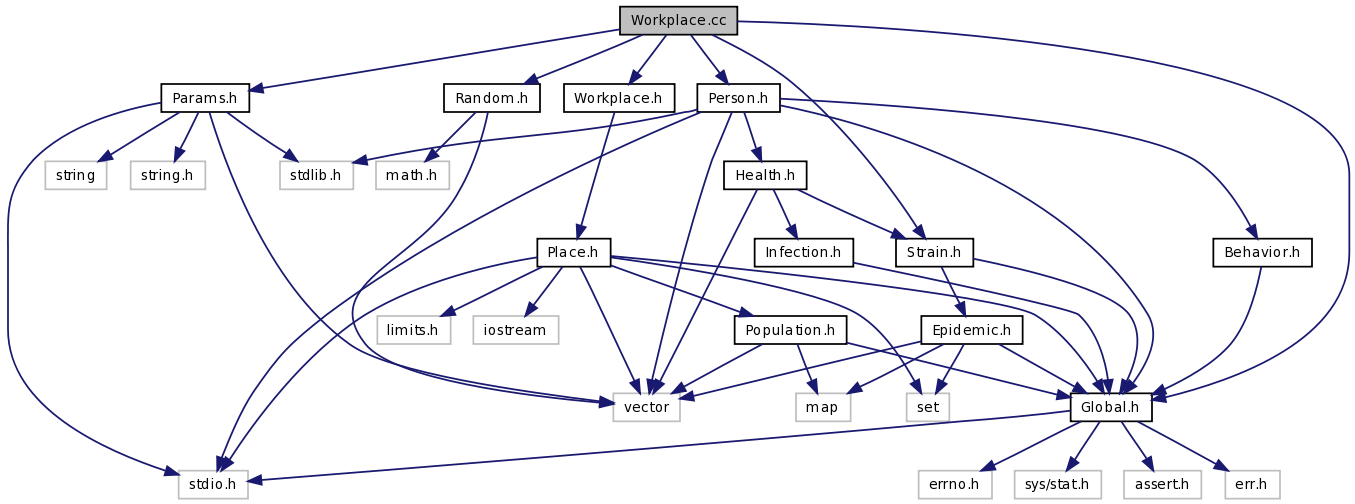 Workplace.cc
Params.h
Random.h
Workplace.h
Person.h
string
string.h
stdlib.h
math.h
Health.h
Place.h
Infection.h
Strain.h
Behavior.h
limits.h
iostream
Population.h
Epidemic.h
vector
map
set
Global.h
stdio.h
errno.h
sys/stat.h
assert.h
err.h